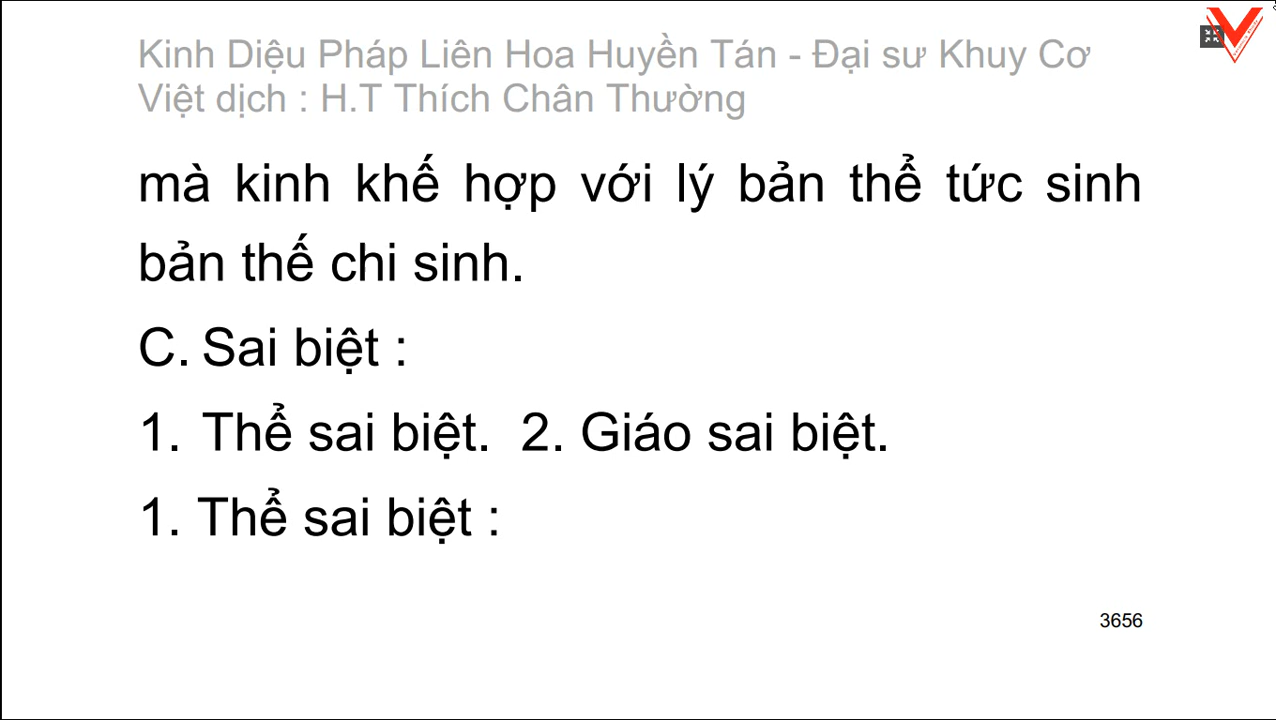 Kinh Diệu Pháp Liên Hoa Huyền Tán - Đại sư Khuy Cơ
Việt dịch : H.T Thích Chân Thường
mà kinh khế hợp với lý bản thể tức sinh
bản thế chi sinh.
C. Sai biệt :
1. Thể sai biệt. 2. Giáo sai biệt.
1. Thể sai biệt :
3656